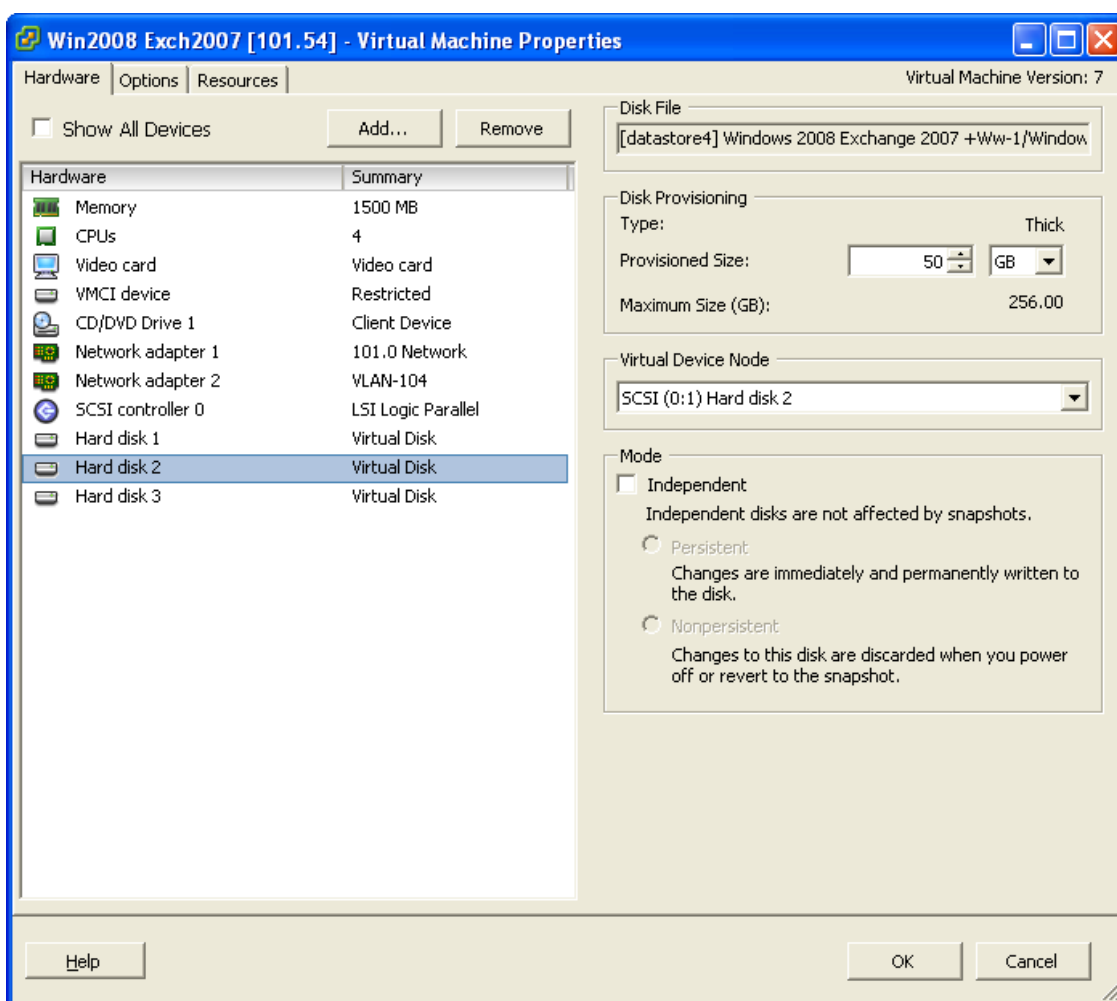 Win2008 Exch2007 [101.54] - Virtual Machine Properties
Hardware Options Resources
Virtual Machine Version: 7
Show All Devices
Add...
Remove
Hardware Summary
Memory 1500 MB
CPUs 4
Video card Video card
VMCI device Restricted
CD/DVD Drive 1 Client Device
Network adapter 1 101.0 Network
Network adapter 2 VLAN-104
SCSI controller 0 LSI Logic Parallel
Hard disk 1 Virtual Disk
Hard disk 2 Virtual Disk
Hard disk 3 Virtual Disk
Disk File
[datastore4] Windows 2008 Exchange 2007 +Ww-1/Window
Disk Provisioning
Type: Thick
Provisioned Size: 50 GB
Maximum Size (GB): 256.00
Virtual Device Node
SCSI (0:1) Hard disk 2
Mode
Independent
Independent disks are not affected by snapshots.
Persistent
Changes are immediately and permanently written to
the disk.
Nonpersistent
Changes to this disk are discarded when you power
off or revert to the snapshot.
Help
OK
Cancel